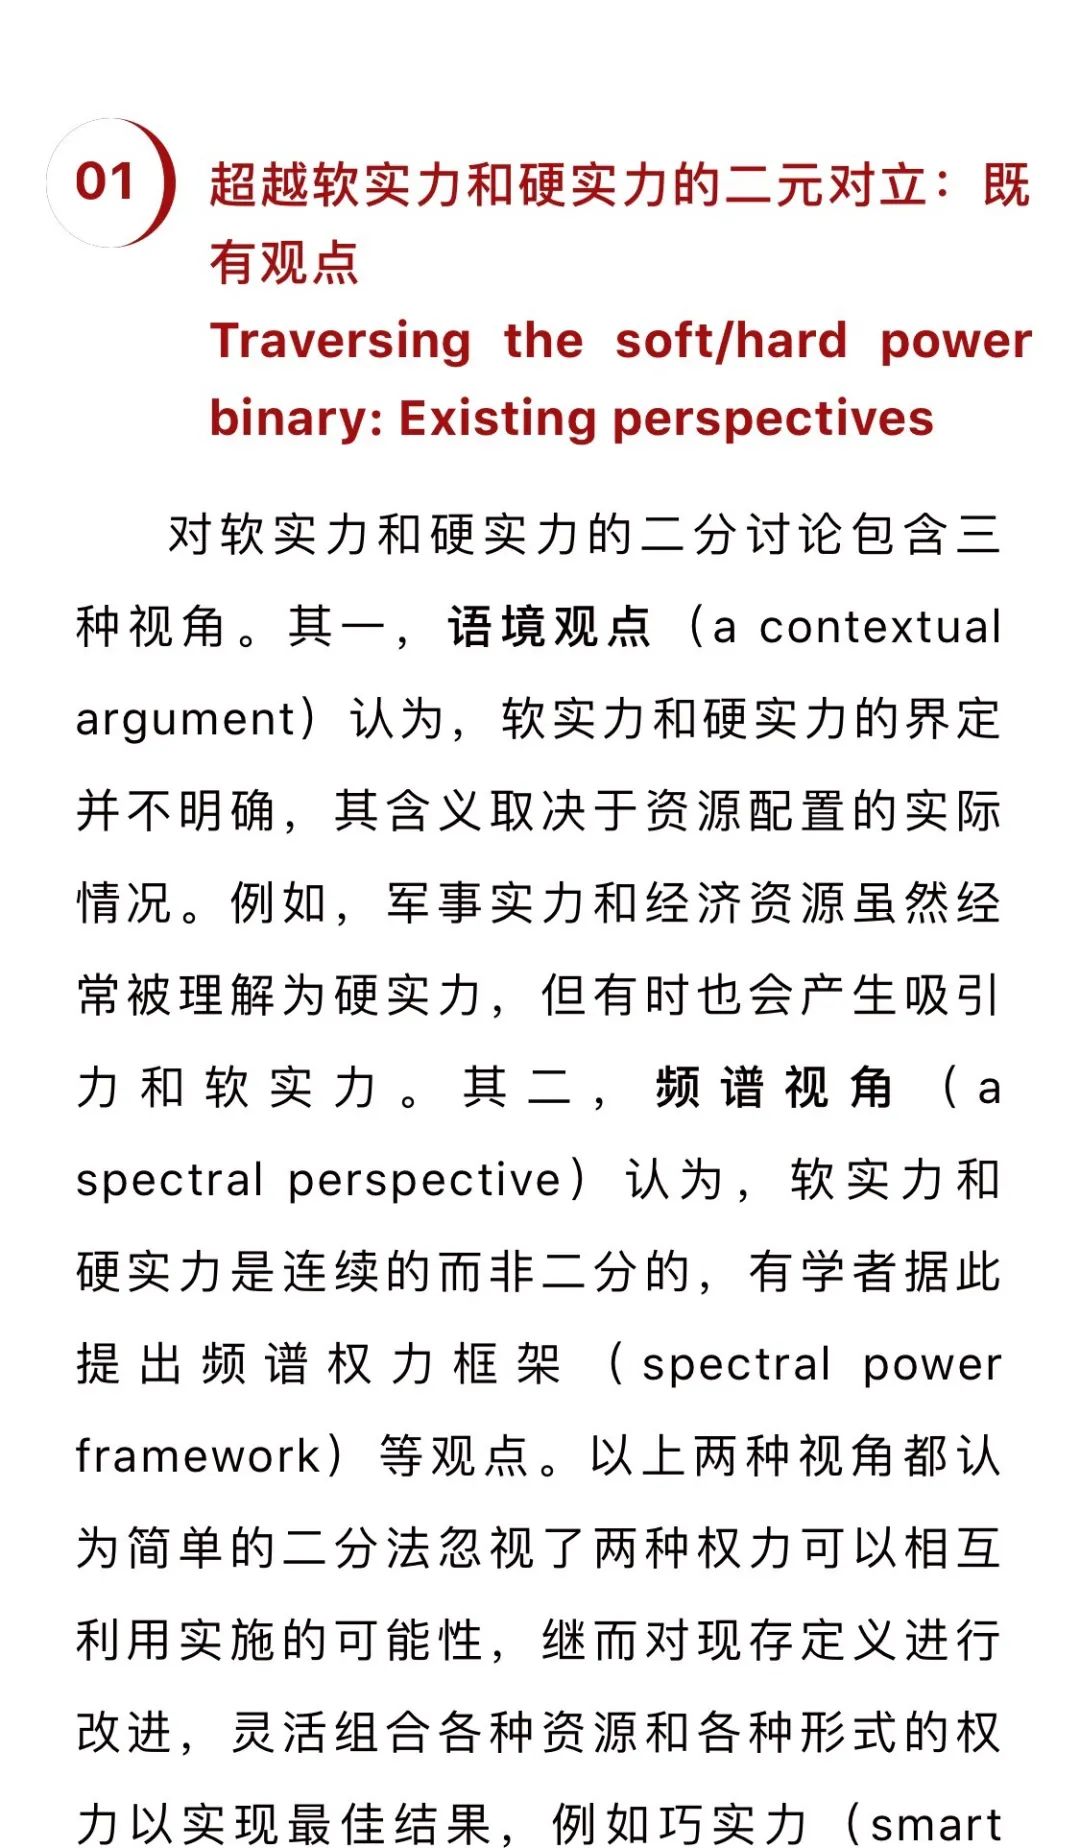 01
超越软实力和硬实力的二元对立：既
有观点
Traversing the soft/hard power
binary: Existing perspectives
对软实力和硬实力的二分讨论包含三
种视角。其一，语境观点（a contextual
argument）认为，软实力和硬实力的界定
并不明确，其含义取决于资源配置的实际
情况。例如，军事实力和经济资源虽然经
常被理解为硬实力，但有时也会产生吸引
力和软实力。其二，频谱视角（a
spectral perspective）认为，软实力和
硬实力是连续的而非二分的，有学者据此
提出频谱权力框架（spectral power
framework）等观点。以上两种视角都认
为简单的二分法忽视了两种权力可以相互
利用实施的可能性，继而对现存定义进行
改进，灵活组合各种资源和各种形式的权
力以实现最佳结果，例如巧实力（smart